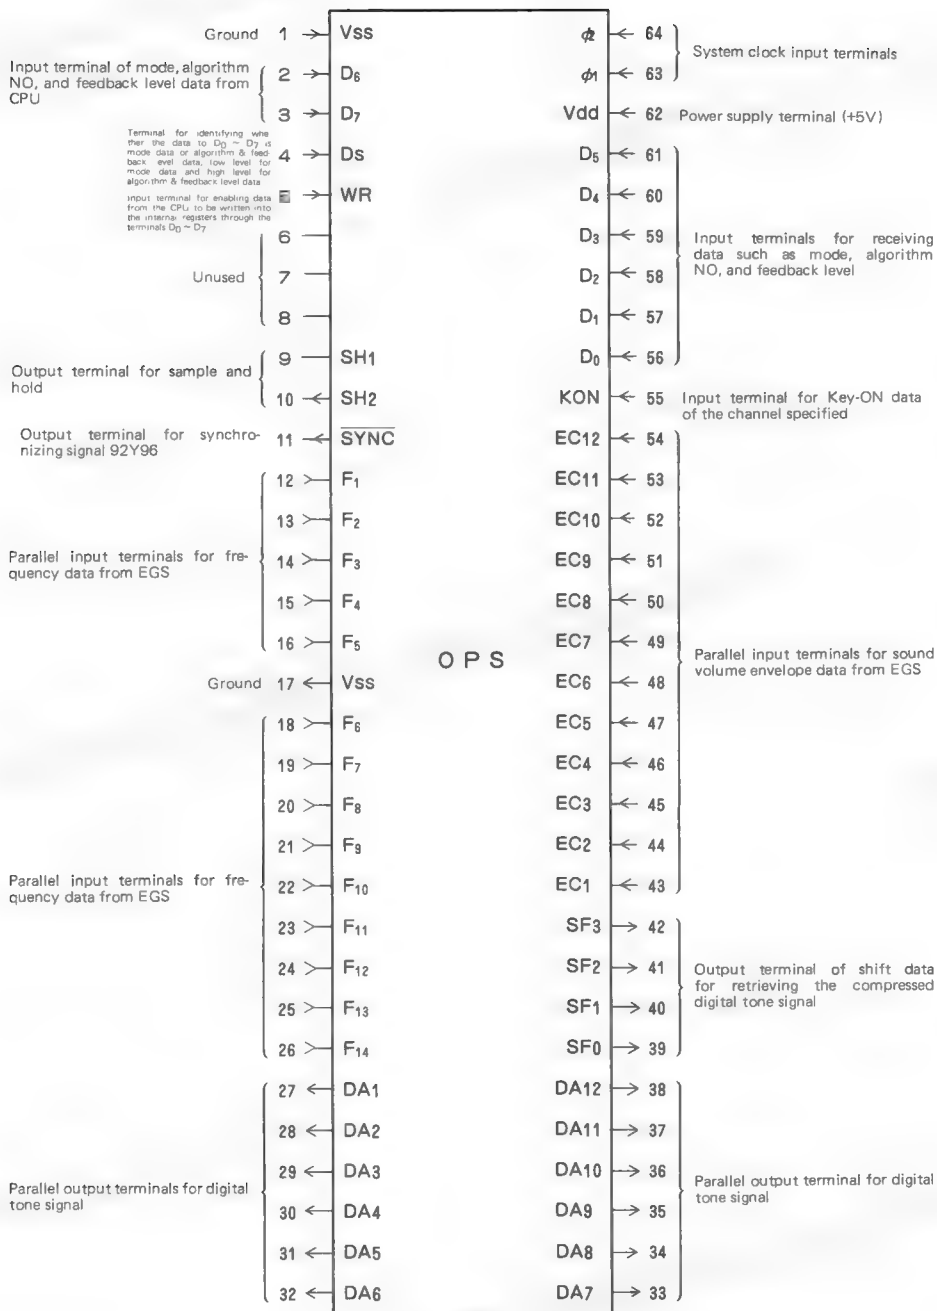 Ground 1 Vss
Input terminal of mode, algorithm
NO, and feedback level data from
CPU
2 D6
3 D7
Terminal for identifying whe
ther the data to D0 ~ D7 is
mode data or algorithm & feed-
back evel data, low level for
mode data and high level for
algorithm & feedback level data
4 Ds
input terminal for enabling data
from the CPU to be written into
the internal registers through the
terminals D0 ~ D7
WR
Unused
6
7
8
Output terminal for sample and
hold
9 SH1
10 SH2
Output terminal for synchro-
nizing signal 92Y96
11 SYNC
Parallel input terminals for fre-
quency data from EGS
12 F1
13 F2
14 F3
15 F4
16 F5
Ground 17 Vss
Parallel input terminals for fre-
quency data from EGS
18 F6
19 F7
20 F8
21 F9
22 F10
23 F11
24 F12
25 F13
26 F14
Parallel output terminals for digital
tone signal
27 DA1
28 DA2
29 DA3
30 DA4
31 DA5
32 DA6
OPS
ϕ2 64
ϕ1 63
System clock input terminals
Vdd 62 Power supply terminal (+5V)
D5 61
D4 60
D3 59
D2 58
D1 57
D0 56
Input terminals for receiving
data such as mode, algorithm
NO, and feedback level
KON 55 Input terminal for Key-ON data
of the channel specified
EC12 54
EC11 53
EC10 52
EC9 51
EC8 50
EC7 49
EC6 48
EC5 47
EC4 46
EC3 45
EC2 44
EC1 43
Parallel input terminals for sound
volume envelope data from EGS
SF3 42
SF2 41
SF1 40
SF0 39
Output terminal of shift data
for retrieving the compressed
digital tone signal
DA12 38
DA11 37
DA10 36
DA9 35
DA8 34
DA7 33
Parallel output terminal for digital
tone signal